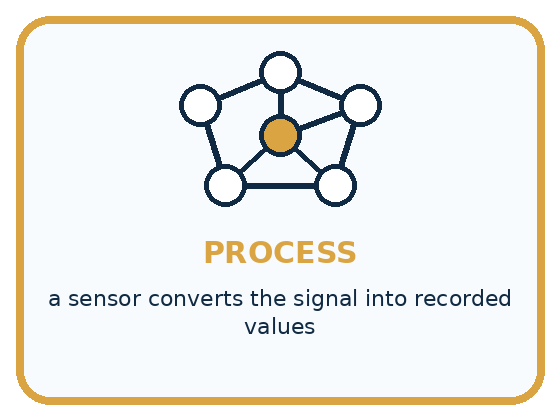 PROCESS
a sensor converts the signal into recorded
values